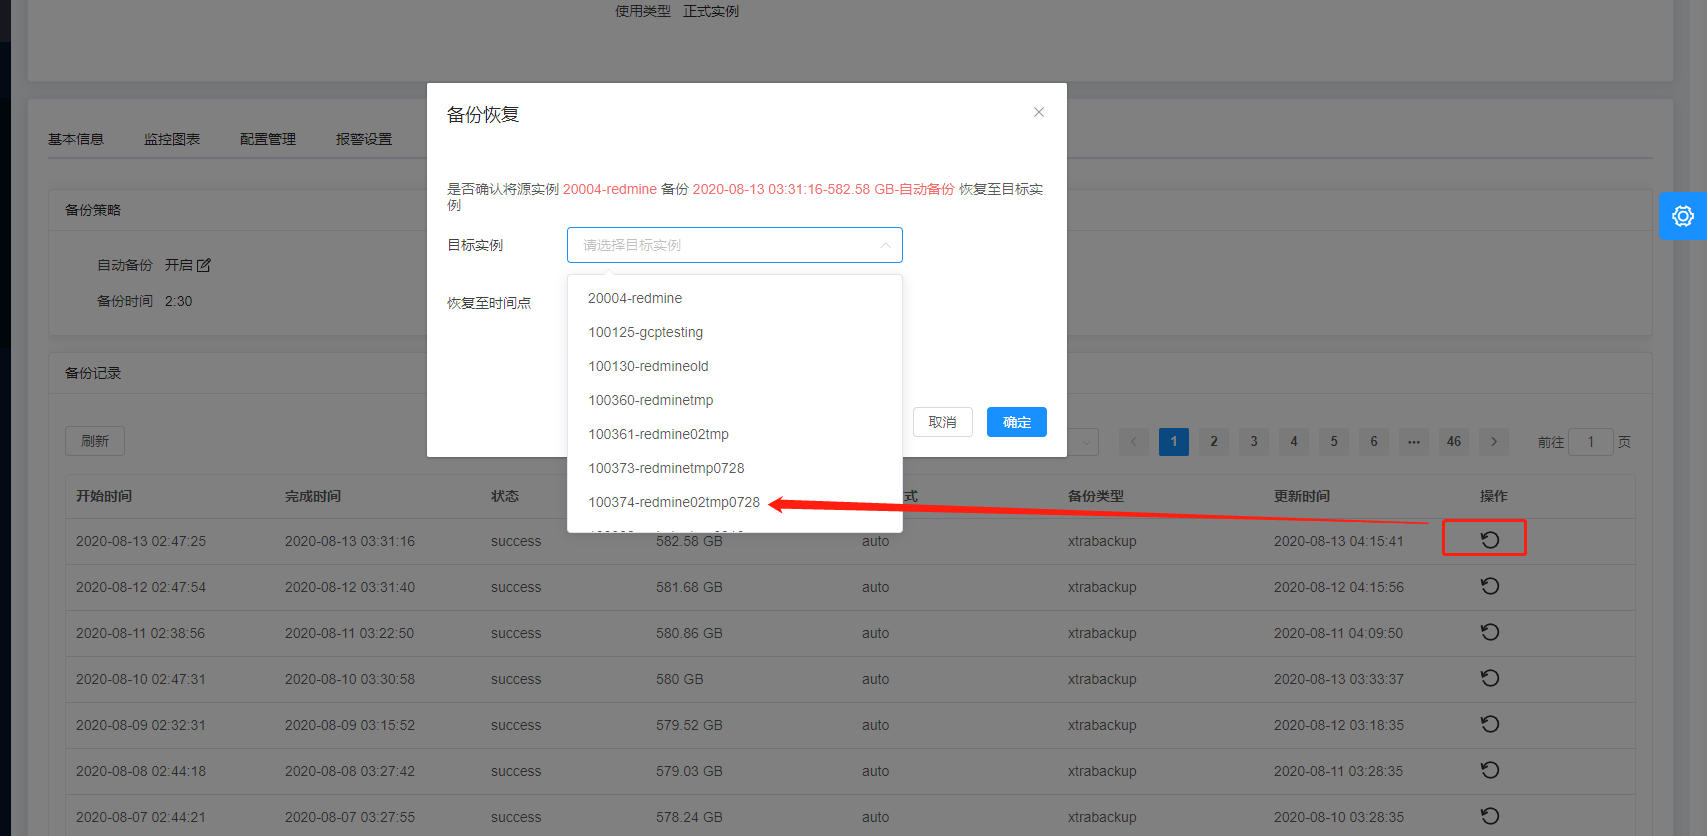 使用类型 正式实例
备份恢复
基本信息 监控图表 配置管理 报警设置
是否确认将源实例 20004-redmine 备份 2020-08-13 03:31:16-582.58 GB-自动备份 恢复至目标实
例
备份策略
目标实例 请选择目标实例
自动备份 开启
备份时间 2:30
恢复至时间点
20004-redmine
100125-gcptesting
100130-redmineold
100360-redminetmp
100361-redmine02tmp
100373-redminetmp0728
100374-redmine02tmp0728
取消 确定
备份记录
刷新
1 2 3 4 5 6 ••• 46 前往 1 页
开始时间 完成时间 状态 式 备份类型 更新时间 操作
2020-08-13 02:47:25 2020-08-13 03:31:16 success 582.58 GB auto xtrabackup 2020-08-13 04:15:41
2020-08-12 02:47:54 2020-08-12 03:31:40 success 581.68 GB auto xtrabackup 2020-08-12 04:15:56
2020-08-11 02:38:56 2020-08-11 03:22:50 success 580.86 GB auto xtrabackup 2020-08-11 04:09:50
2020-08-10 02:47:31 2020-08-10 03:30:58 success 580 GB auto xtrabackup 2020-08-13 03:33:37
2020-08-09 02:32:31 2020-08-09 03:15:52 success 579.52 GB auto xtrabackup 2020-08-12 03:18:35
2020-08-08 02:44:18 2020-08-08 03:27:42 success 579.03 GB auto xtrabackup 2020-08-11 03:28:35
2020-08-07 02:44:21 2020-08-07 03:27:55 success 578.24 GB auto xtrabackup 2020-08-10 03:28:35